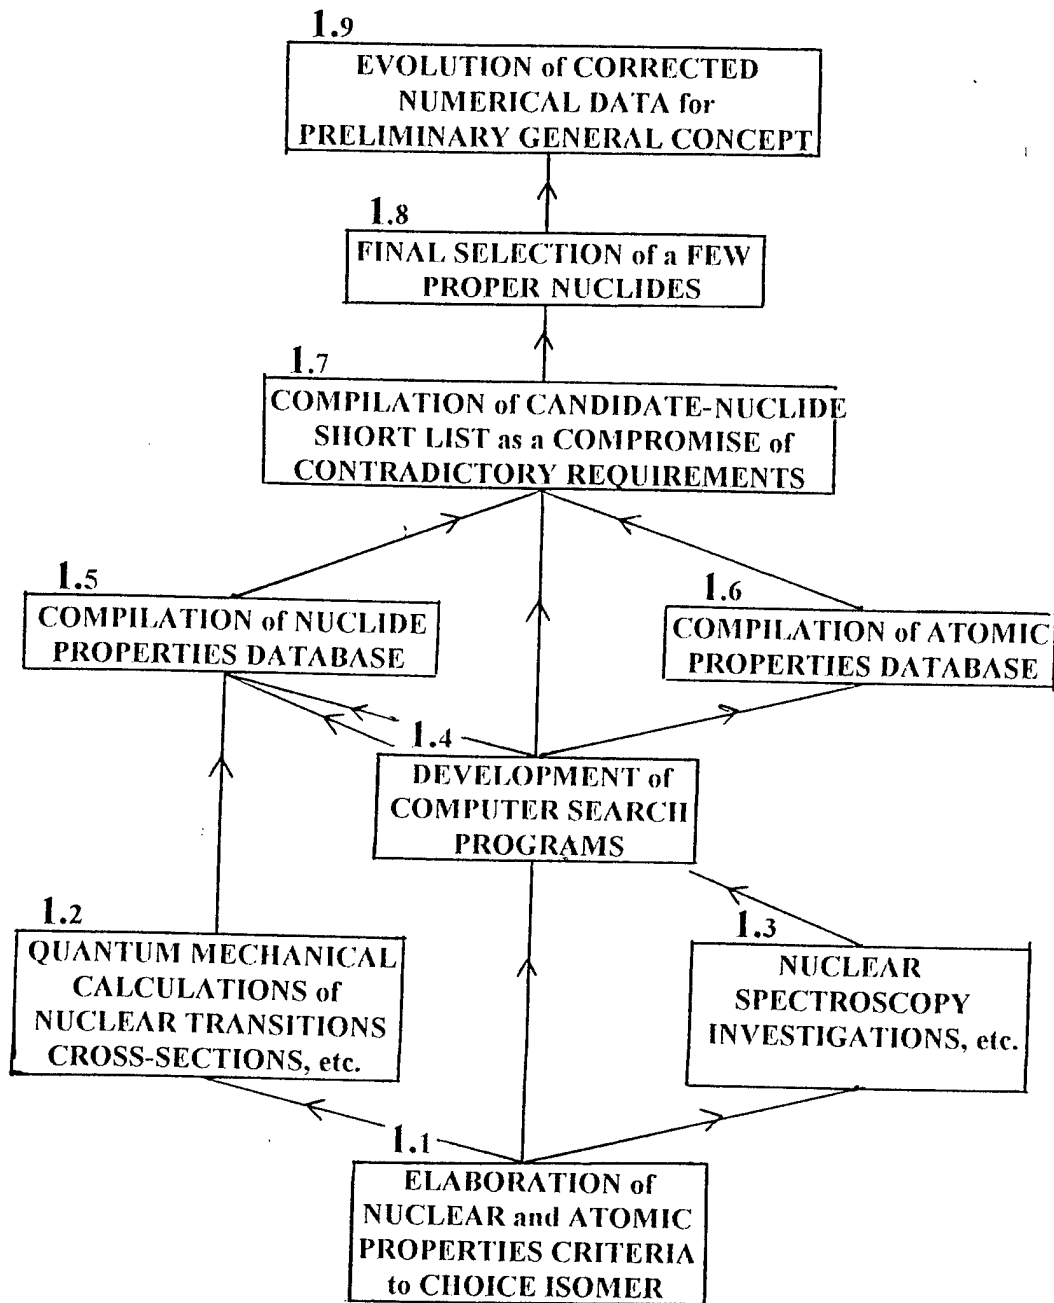 1.9
EVOLUTION of CORRECTED
NUMERICAL DATA for
PRELIMINARY GENERAL CONCEPT
1.8
FINAL SELECTION of a FEW
PROPER NUCLIDES
1.7
COMPILATION of CANDIDATE-NUCLIDE
SHORT LIST as a COMPROMISE of
CONTRADICTORY REQUIREMENTS
1.5
COMPILATION of NUCLIDE
PROPERTIES DATABASE
1.6
COMPILATION of ATOMIC
PROPERTIES DATABASE
1.4
DEVELOPMENT of
COMPUTER SEARCH
PROGRAMS
1.2
QUANTUM MECHANICAL
CALCULATIONS of
NUCLEAR TRANSITIONS
CROSS-SECTIONS, etc.
1.3
NUCLEAR
SPECTROSCOPY
INVESTIGATIONS, etc.
1.1
ELABORATION of
NUCLEAR and ATOMIC
PROPERTIES CRITERIA
to CHOICE ISOMER